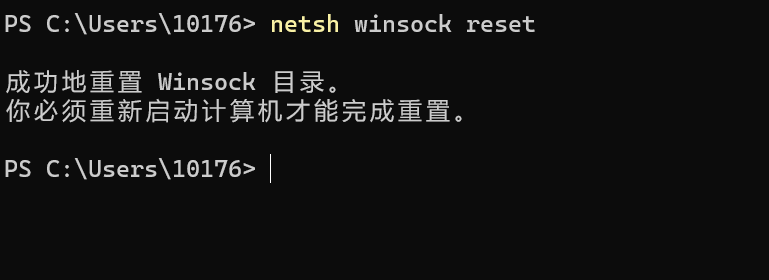 PS C:\Users\10176> netsh winsock reset
成功地重置 Winsock 目录。
你必须重新启动计算机才能完成重置。
PS C:\Users\10176>